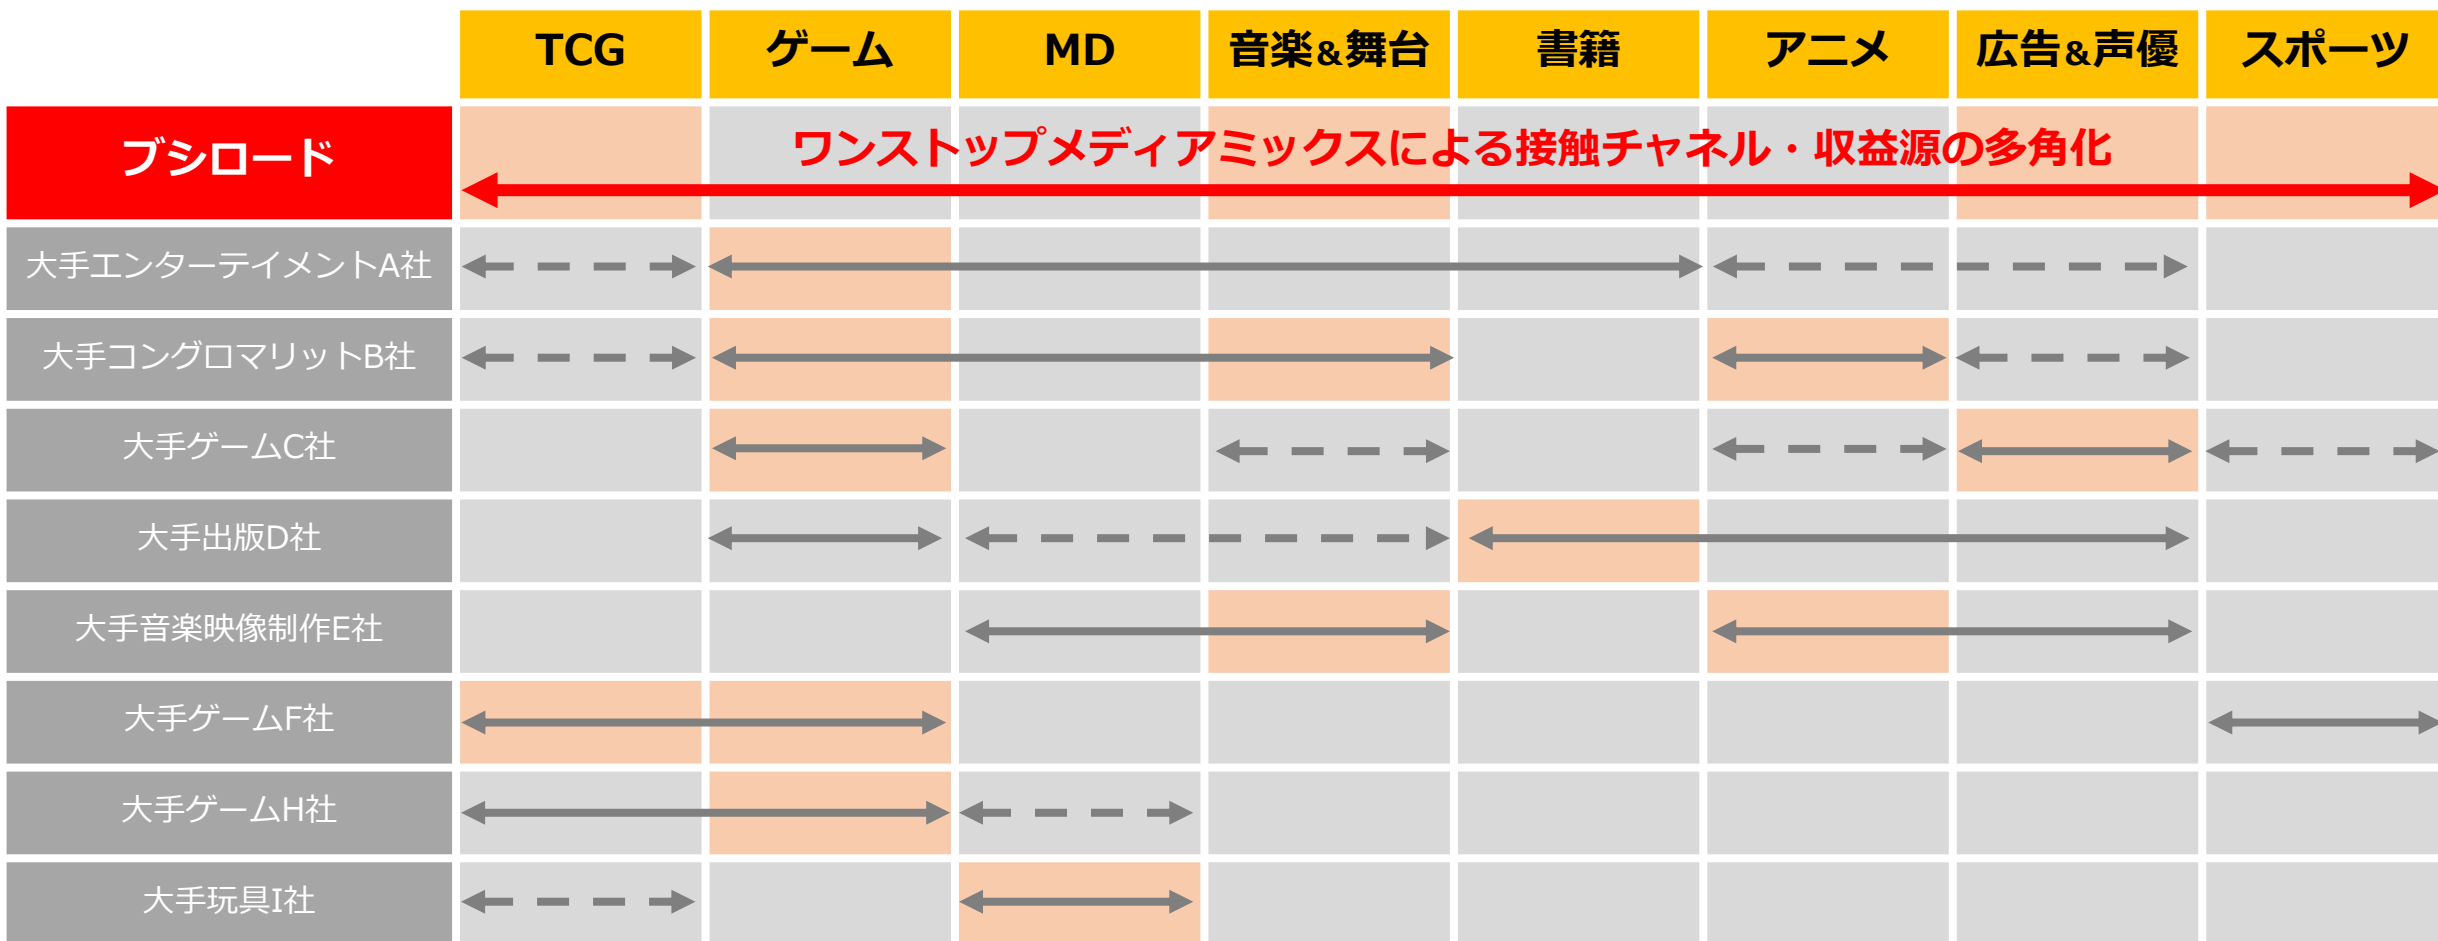 TCG ゲーム MD 音楽&舞台 書籍 アニメ 広告&声優 スポーツ
ブシロード ワンストップメディアミックスによる接触チャネル・収益源の多角化
大手エンターテイメントA社
大手コングロマリットB社
大手ゲームC社
大手出版D社
大手音楽映像制作E社
大手ゲームF社
大手ゲームH社
大手玩具I社